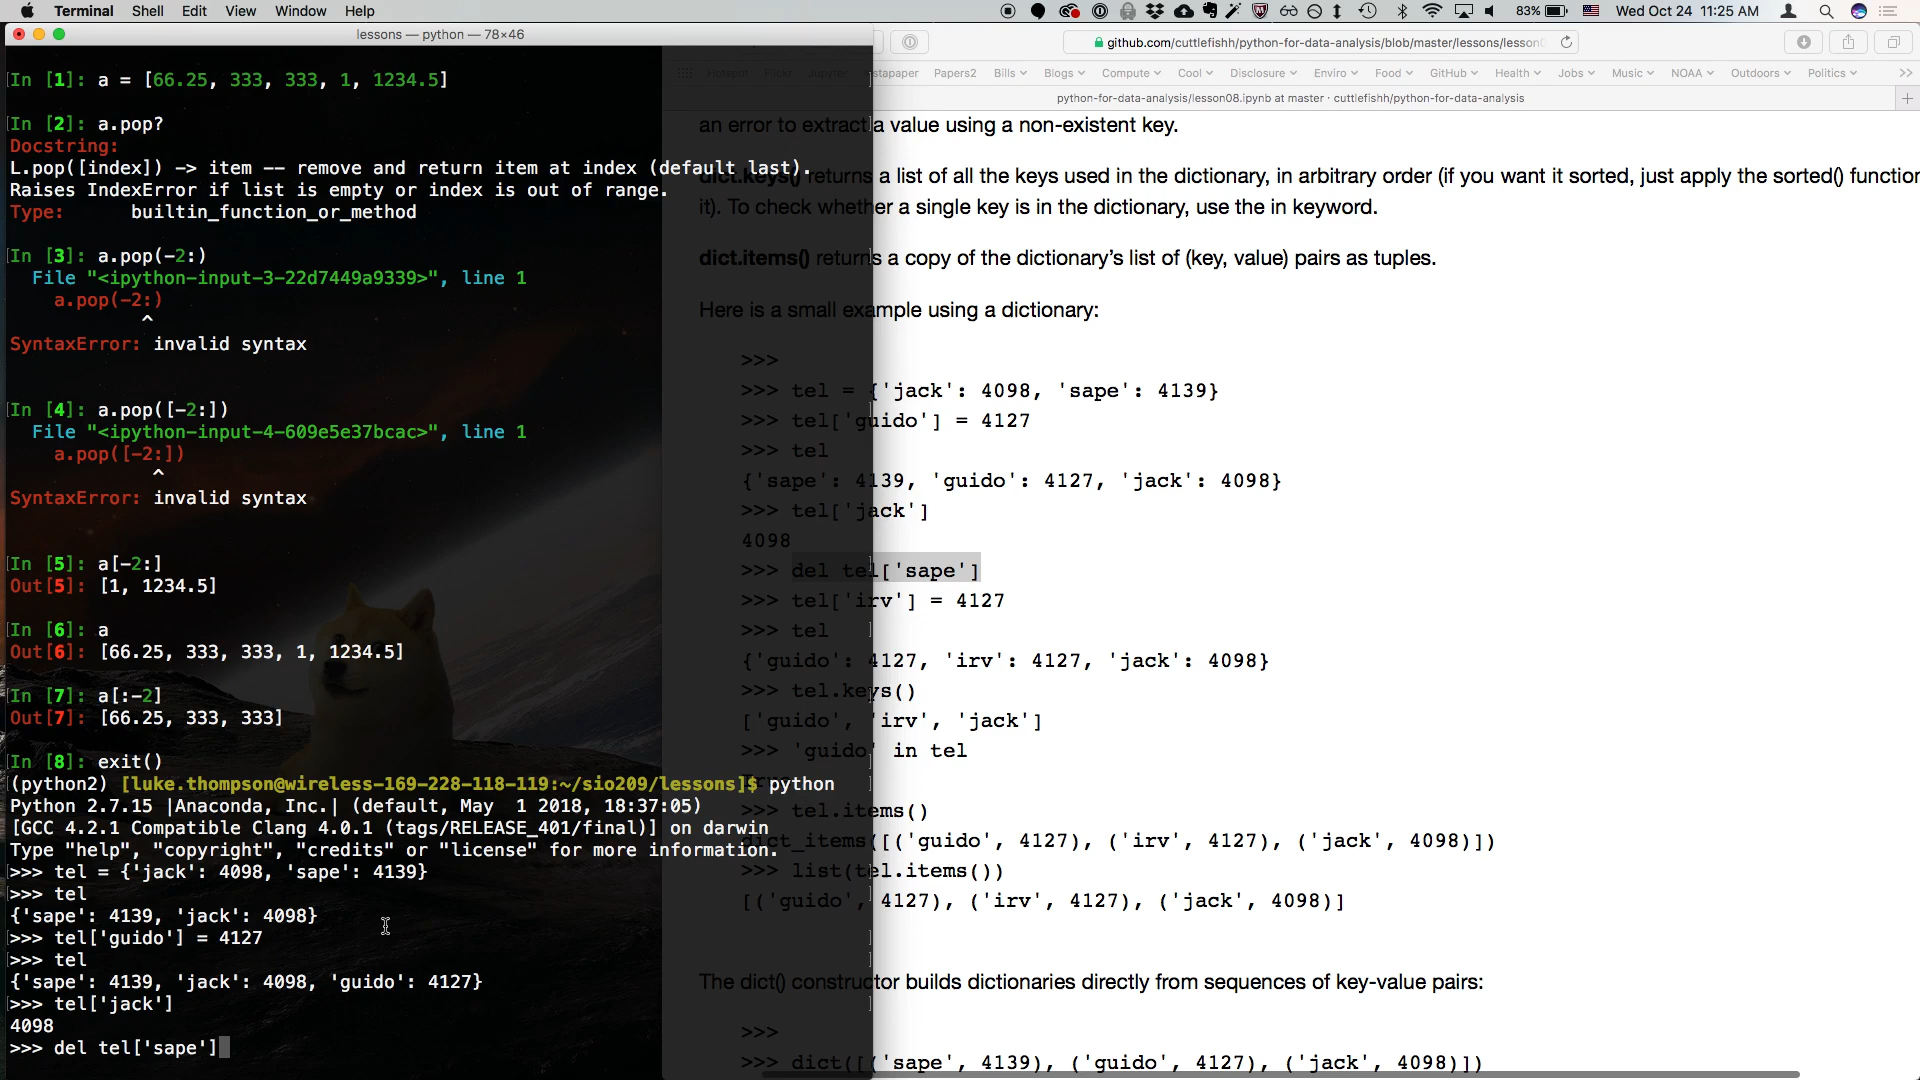 Terminal Shell Edit View Window Help 83% Wed Oct 24 11:25 AM
lessons — python — 78×46
In [1]: a = [66.25, 333, 333, 1, 1234.5]
In [2]: a.pop?
Docstring:
L.pop([index]) -> item -- remove and return item at index (default last).
Raises IndexError if list is empty or index is out of range.
Type: builtin_function_or_method
In [3]: a.pop(-2:)
File "<ipython-input-3-22d7449a9339>", line 1
a.pop(-2:)
^
SyntaxError: invalid syntax
In [4]: a.pop([-2:])
File "<ipython-input-4-609e5e37bcac>", line 1
a.pop([-2:])
^
SyntaxError: invalid syntax
In [5]: a[-2:]
Out[5]: [1, 1234.5]
In [6]: a
Out[6]: [66.25, 333, 333, 1, 1234.5]
In [7]: a[:-2]
Out[7]: [66.25, 333, 333]
In [8]: exit()
(python2) [luke.thompson@wireless-169-228-118-119:~/sio209/lessons]$ python
Python 2.7.15 |Anaconda, Inc.| (default, May 1 2018, 18:37:05)
[GCC 4.2.1 Compatible Clang 4.0.1 (tags/RELEASE_401/final)] on darwin
Type "help", "copyright", "credits" or "license" for more information.
>>> tel = {'jack': 4098, 'sape': 4139}
>>> tel
{'sape': 4139, 'jack': 4098}
>>> tel['guido'] = 4127
>>> tel
{'sape': 4139, 'jack': 4098, 'guido': 4127}
>>> tel['jack']
4098
>>> del tel['sape']
github.com/cuttlefishh/python-for-data-analysis/blob/master/lessons/lesson0
Hotspot Flickr Jupyter Instapaper Papers2 Bills Blogs Compute Cool Disclosure Enviro Food GitHub Health Jobs Music NOAA Outdoors Politics
python-for-data-analysis/lesson08.ipynb at master · cuttlefishh/python-for-data-analysis
an error to extract a value using a non-existent key.
dict.keys() returns a list of all the keys used in the dictionary, in arbitrary order (if you want it sorted, just apply the sorted() function
it). To check whether a single key is in the dictionary, use the in keyword.
dict.items() returns a copy of the dictionary's list of (key, value) pairs as tuples.
Here is a small example using a dictionary:
>>>
>>> tel = {'jack': 4098, 'sape': 4139}
>>> tel['guido'] = 4127
>>> tel
{'sape': 4139, 'guido': 4127, 'jack': 4098}
>>> tel['jack']
4098
>>> del tel['sape']
>>> tel['irv'] = 4127
>>> tel
{'guido': 4127, 'irv': 4127, 'jack': 4098}
>>> tel.keys()
['guido', 'irv', 'jack']
>>> 'guido' in tel
True
>>> tel.items()
dict_items([('guido', 4127), ('irv', 4127), ('jack', 4098)])
>>> list(tel.items())
[('guido', 4127), ('irv', 4127), ('jack', 4098)]
The dict() constructor builds dictionaries directly from sequences of key-value pairs:
>>>
>>> dict([('sape', 4139), ('guido', 4127), ('jack', 4098)])